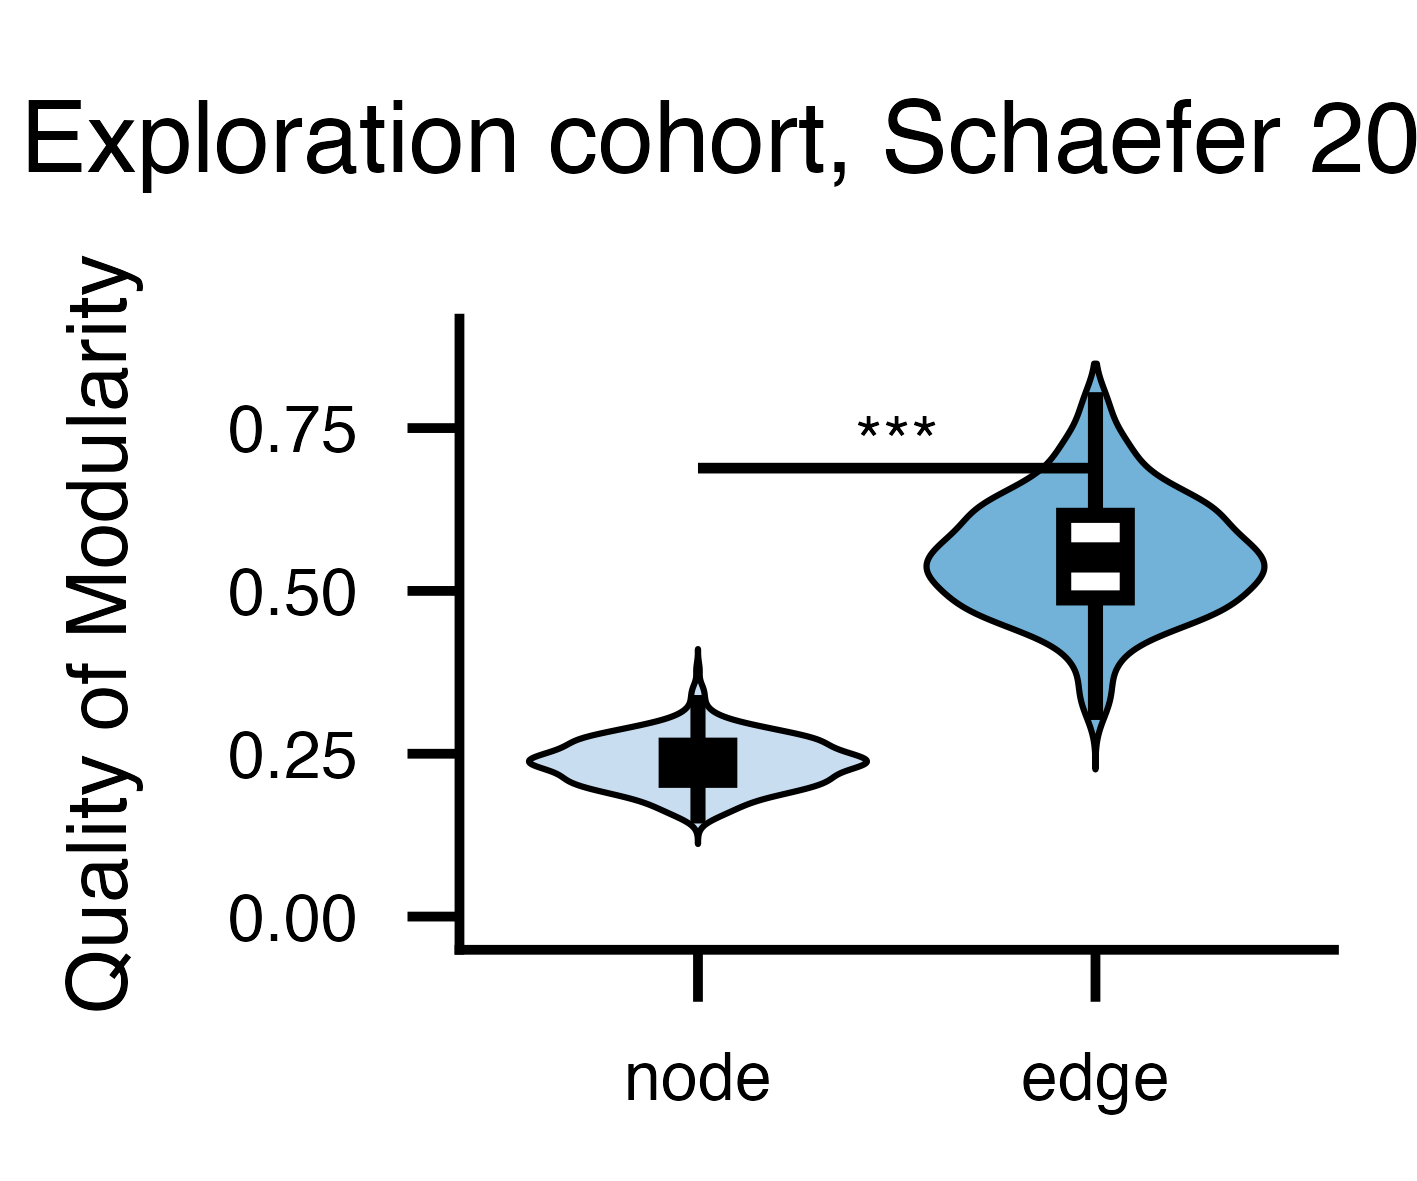 Exploration cohort, Schaefer 20
Quality of Modularity
0.75
0.50
0.25
0.00
***
node
edge